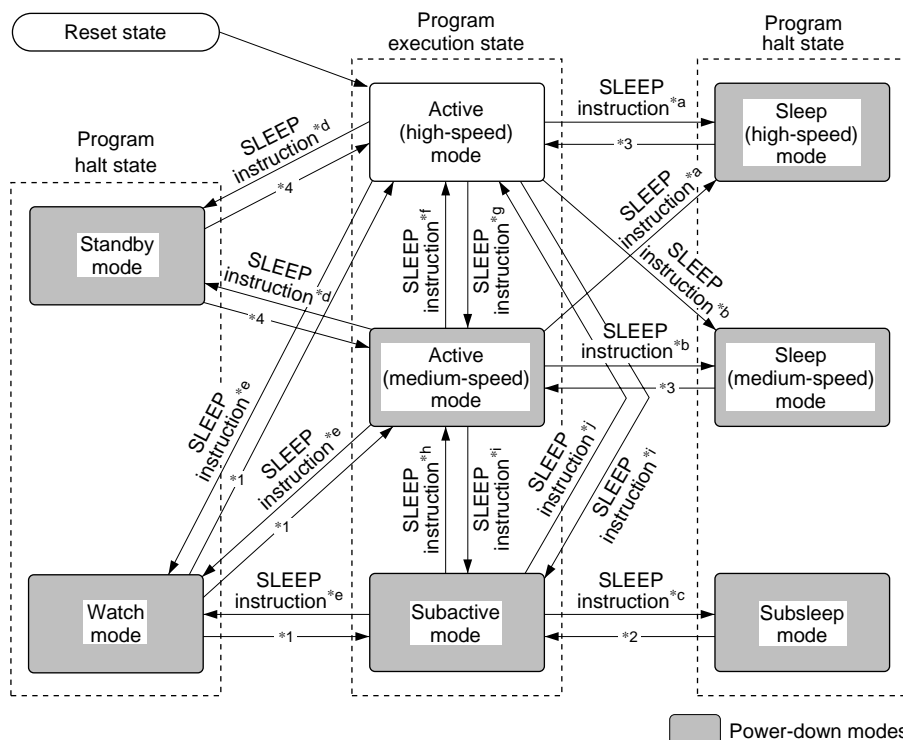 Reset state
Program
execution state
Program
halt state
Program
halt state
Active
(high-speed)
mode
SLEEP
instruction*a
*3
Sleep
(high-speed)
mode
SLEEP
instruction*d
*4
SLEEP
instruction*f
SLEEP
instruction*g
SLEEP
instruction*a
SLEEP
instruction*b
Standby
mode
SLEEP
instruction*d
*4
Active
(medium-speed)
mode
SLEEP
instruction*b
*3
Sleep
(medium-speed)
mode
SLEEP
instruction*e
*1
SLEEP
instruction*e
*1
SLEEP
instruction*h
SLEEP
instruction*i
SLEEP
instruction*j
SLEEP
instruction*i
Watch
mode
SLEEP
instruction*e
*1
Subactive
mode
SLEEP
instruction*c
*2
Subsleep
mode
Power-down modes